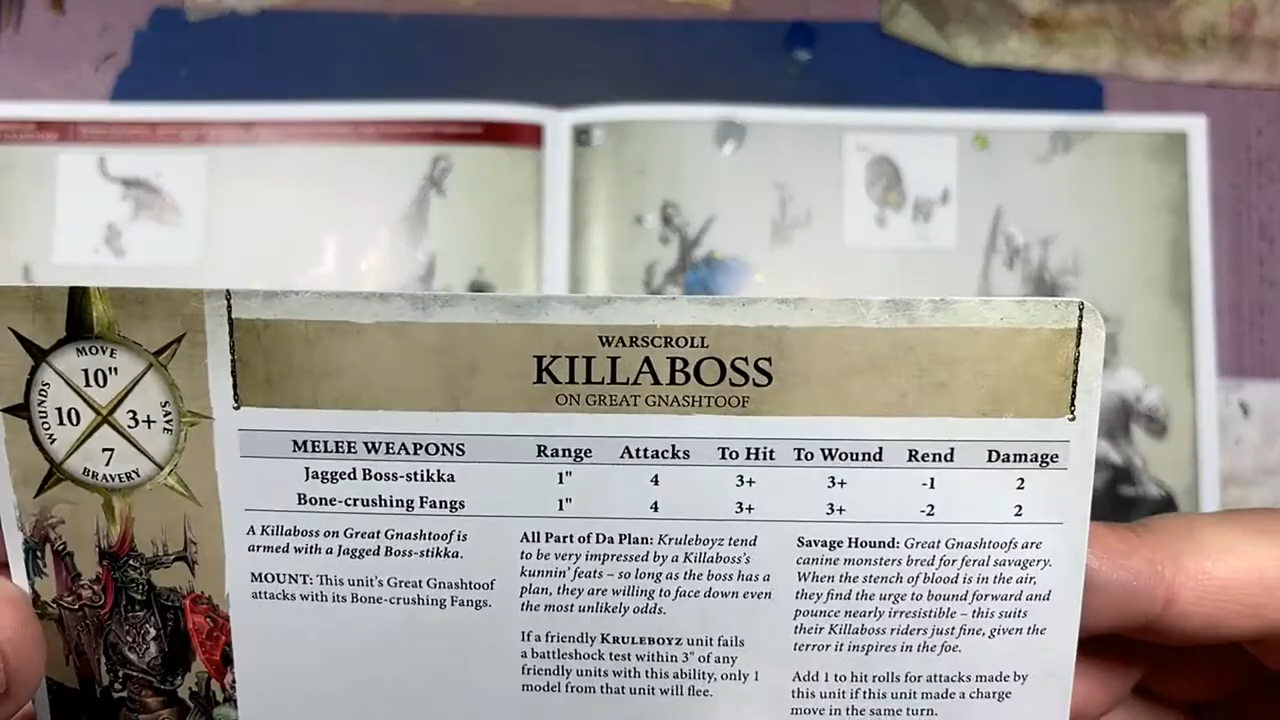 WARSCROLL
KILLABOSS
ON GREAT GNASHTOOF
MOVE
10"
WOUNDS
10
3+
SAVE
7
BRAVERY
MELEE WEAPONS Range Attacks To Hit To Wound Rend Damage
Jagged Boss-stikka 1" 4 3+ 3+ -1 2
Bone-crushing Fangs 1" 4 3+ 3+ -2 2
A Killaboss on Great Gnashtoof is
armed with a Jagged Boss-stikka.
MOUNT: This unit's Great Gnashtoof
attacks with its Bone-crushing Fangs.
All Part of Da Plan: Kruleboyz tend
to be very impressed by a Killaboss's
kunnin' feats – so long as the boss has a
plan, they are willing to face down even
the most unlikely odds.
If a friendly KRULEBOYZ unit fails
a battleshock test within 3" of any
friendly units with this ability, only 1
model from that unit will flee.
Savage Hound: Great Gnashtoofs are
canine monsters bred for feral savagery.
When the stench of blood is in the air,
they find the urge to bound forward and
pounce nearly irresistible – this suits
their Killaboss riders just fine, given the
terror it inspires in the foe.
Add 1 to hit rolls for attacks made by
this unit if this unit made a charge
move in the same turn.